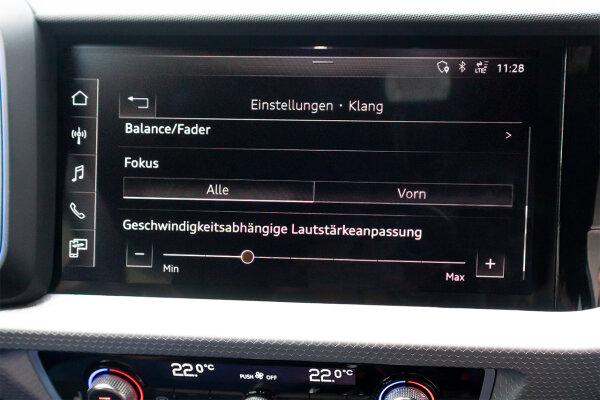 LTE 11:28
Einstellungen · Klang
Balance/Fader >
Fokus
Alle Vorn
Geschwindigkeitsabhängige Lautstärkeanpassung
− +
Min Max
22.0°C PUSH OFF 22.0°C